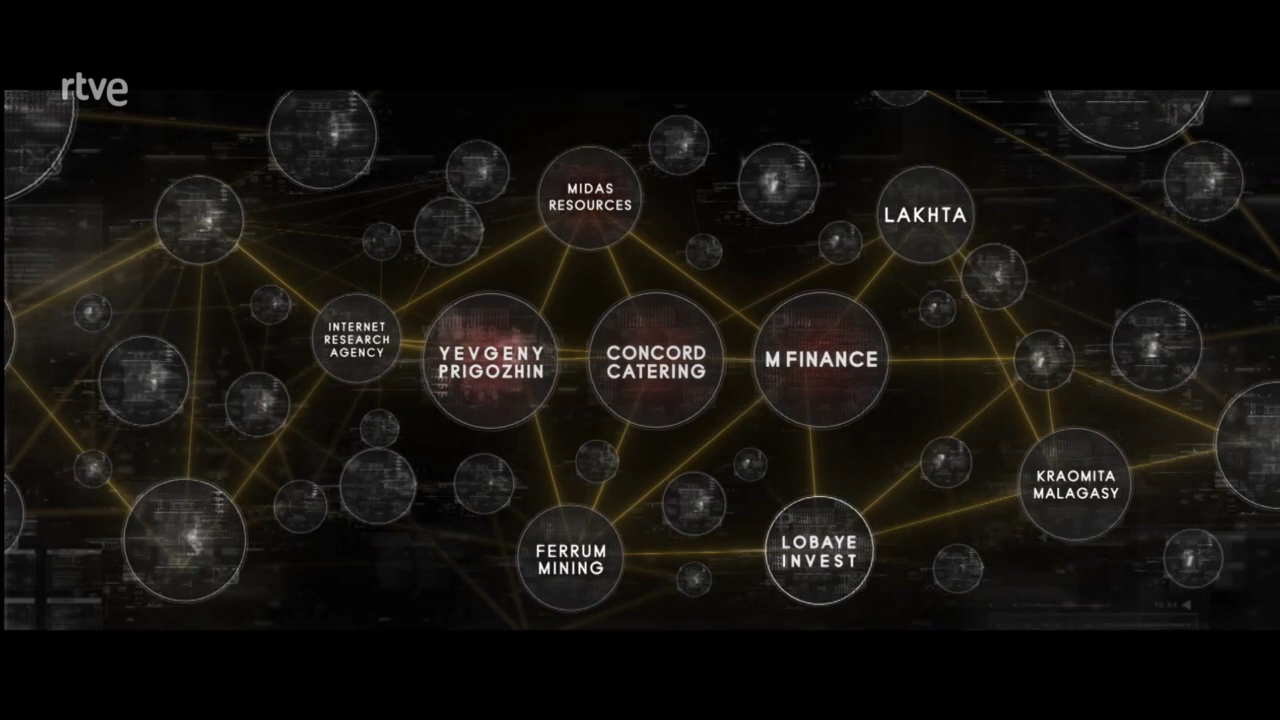 rtve
MIDAS
RESOURCES
LAKHTA
INTERNET
RESEARCH
AGENCY
YEVGENY
PRIGOZHIN
CONCORD
CATERING
M FINANCE
KRAOMITA
MALAGASY
FERRUM
MINING
LOBAYE
INVEST